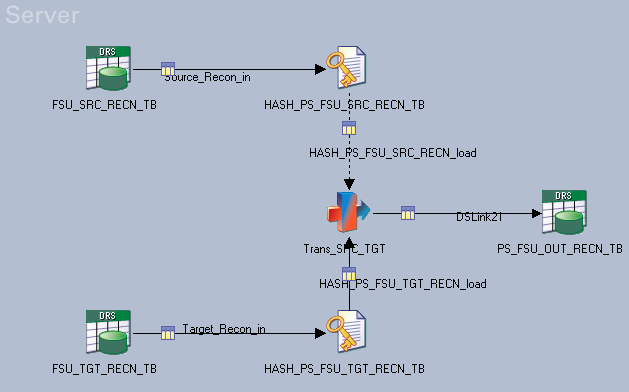 Server
DRS
Source_Recon_in
FSU_SRC_RECN_TB
HASH_PS_FSU_SRC_RECN_TB
HASH_PS_FSU_SRC_RECN_load
DRS
DSLink21
Trans_SRC_TGT
PS_FSU_OUT_RECN_TB
HASH_PS_FSU_TGT_RECN_load
DRS
Target_Recon_in
FSU_TGT_RECN_TB
HASH_PS_FSU_TGT_RECN_TB